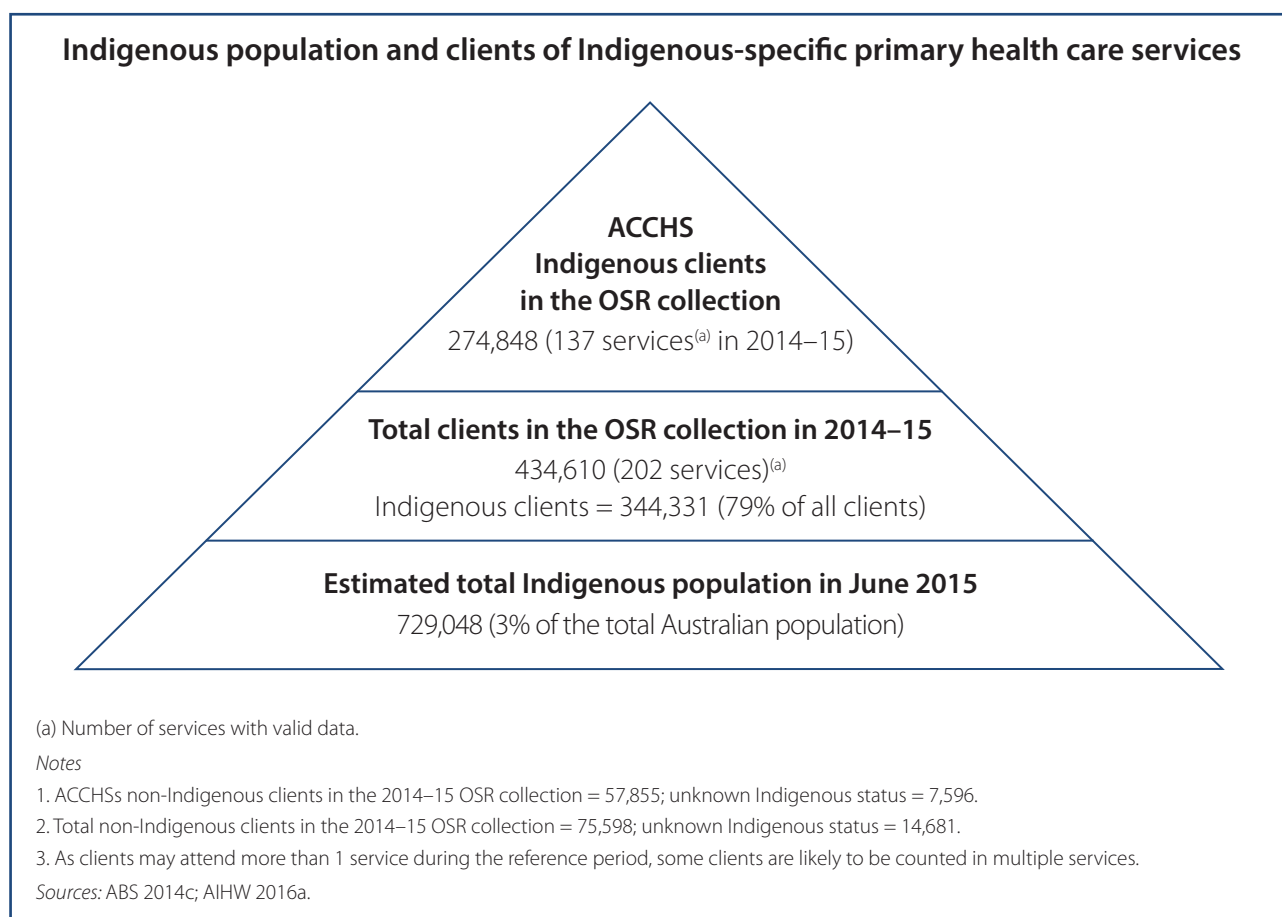 Indigenous population and clients of Indigenous-specific primary health care services
ACCHS
Indigenous clients
in the OSR collection
274,848 (137 services(a) in 2014–15)
Total clients in the OSR collection in 2014–15
434,610 (202 services)(a)
Indigenous clients = 344,331 (79% of all clients)
Estimated total Indigenous population in June 2015
729,048 (3% of the total Australian population)
(a) Number of services with valid data.
Notes
1. ACCHSs non-Indigenous clients in the 2014–15 OSR collection = 57,855; unknown Indigenous status = 7,596.
2. Total non-Indigenous clients in the 2014–15 OSR collection = 75,598; unknown Indigenous status = 14,681.
3. As clients may attend more than 1 service during the reference period, some clients are likely to be counted in multiple services.
Sources: ABS 2014c; AIHW 2016a.